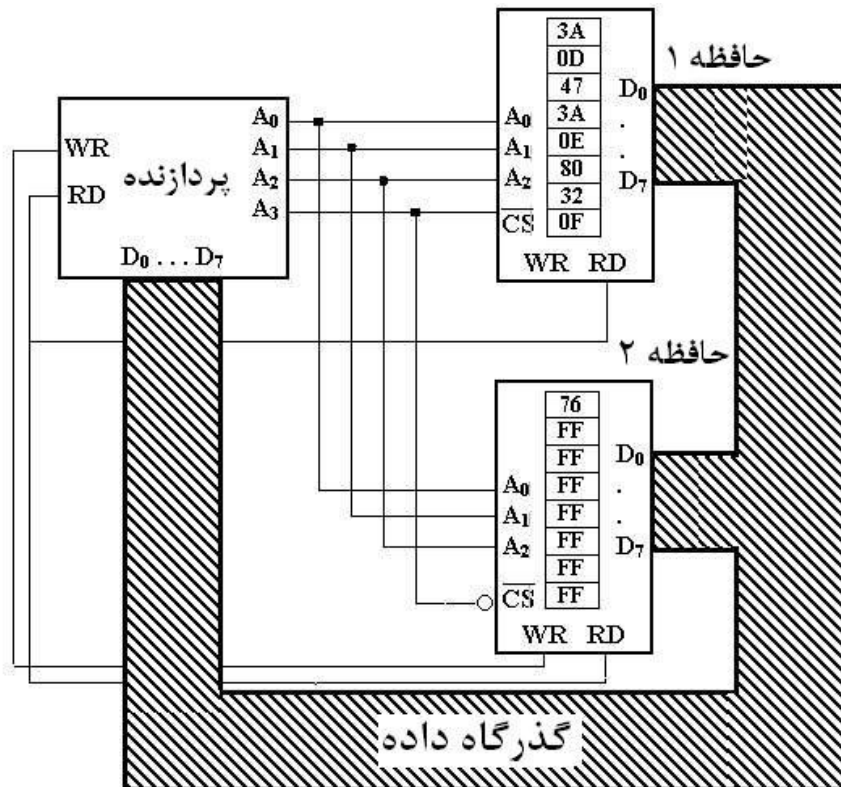 حافظه ۱
3A
0D
47
3A
0E
80
32
0F
A0
A1
A2
CS
D0
.
.
D7
WR RD
پردازنده
WR
RD
A0
A1
A2
A3
D0 ... D7
حافظه ۲
76
FF
FF
FF
FF
FF
FF
FF
A0
A1
A2
CS
D0
.
.
D7
WR RD
گذرگاه داده